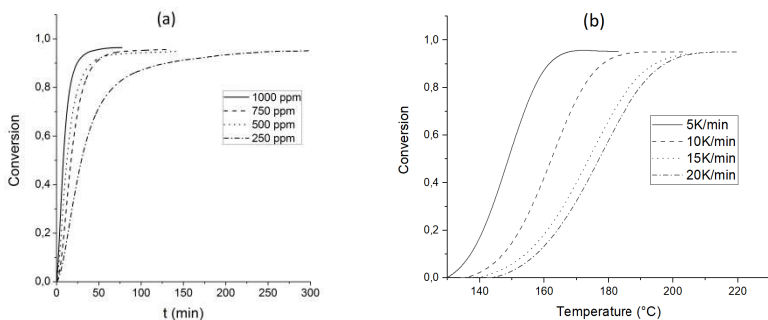 (a)
Conversion
1,0
0,8
0,6
0,4
0,2
0,0
1000 ppm
750 ppm
500 ppm
250 ppm
0 50 100 150 200 250 300
t (min)
(b)
Conversion
1,0
0,8
0,6
0,4
0,2
0,0
5K/min
10K/min
15K/min
20K/min
140 160 180 200 220
Temperature (°C)